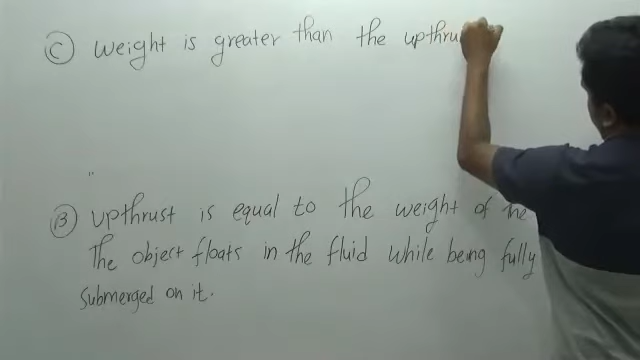 C weight is greater than the upthru
B upthrust is equal to the weight of the
The object floats in the fluid while being fully
submerged on it.